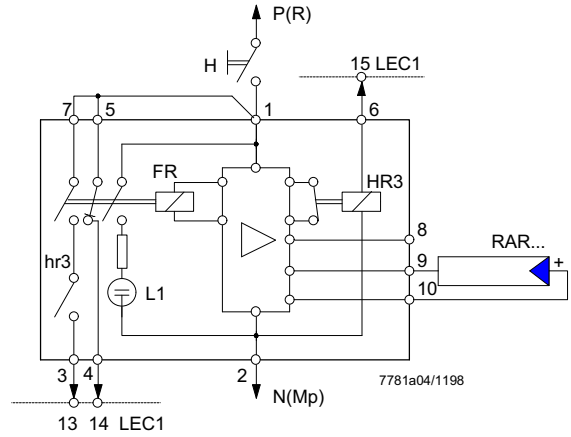 P(R)
H
15 LEC1
7
5
1
6
FR
HR3
8
RAR...
9
+
hr3
10
L1
3
4
2
7781a04/1198
N(Mp)
13
14
LEC1